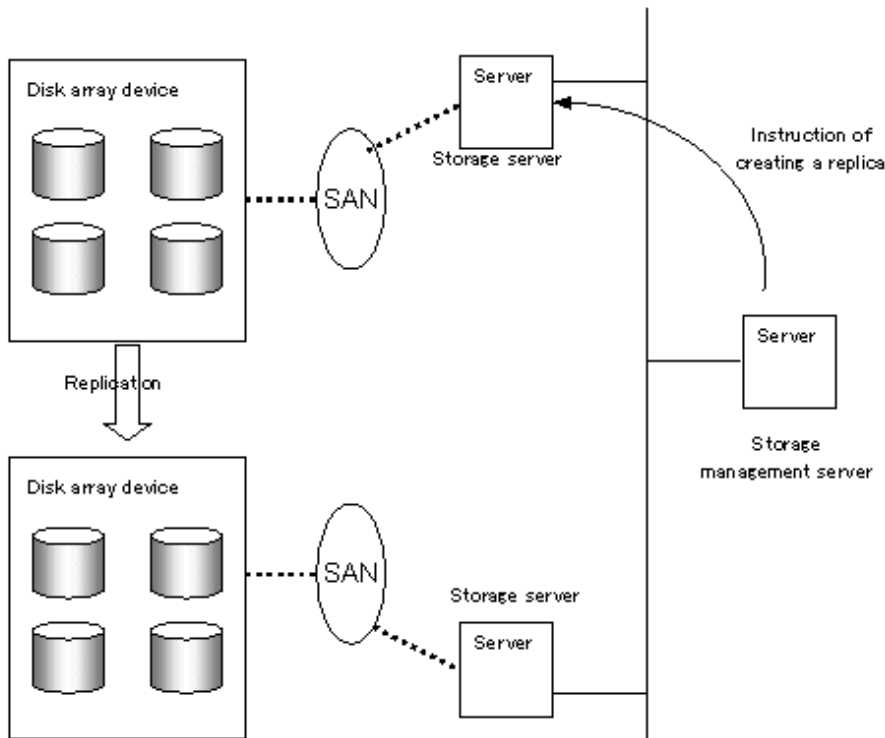 Disk array device
Server
Storage server
SAN
Instruction of
creating a replica
Server
Storage
management server
Replication
Disk array device
SAN
Storage server
Server